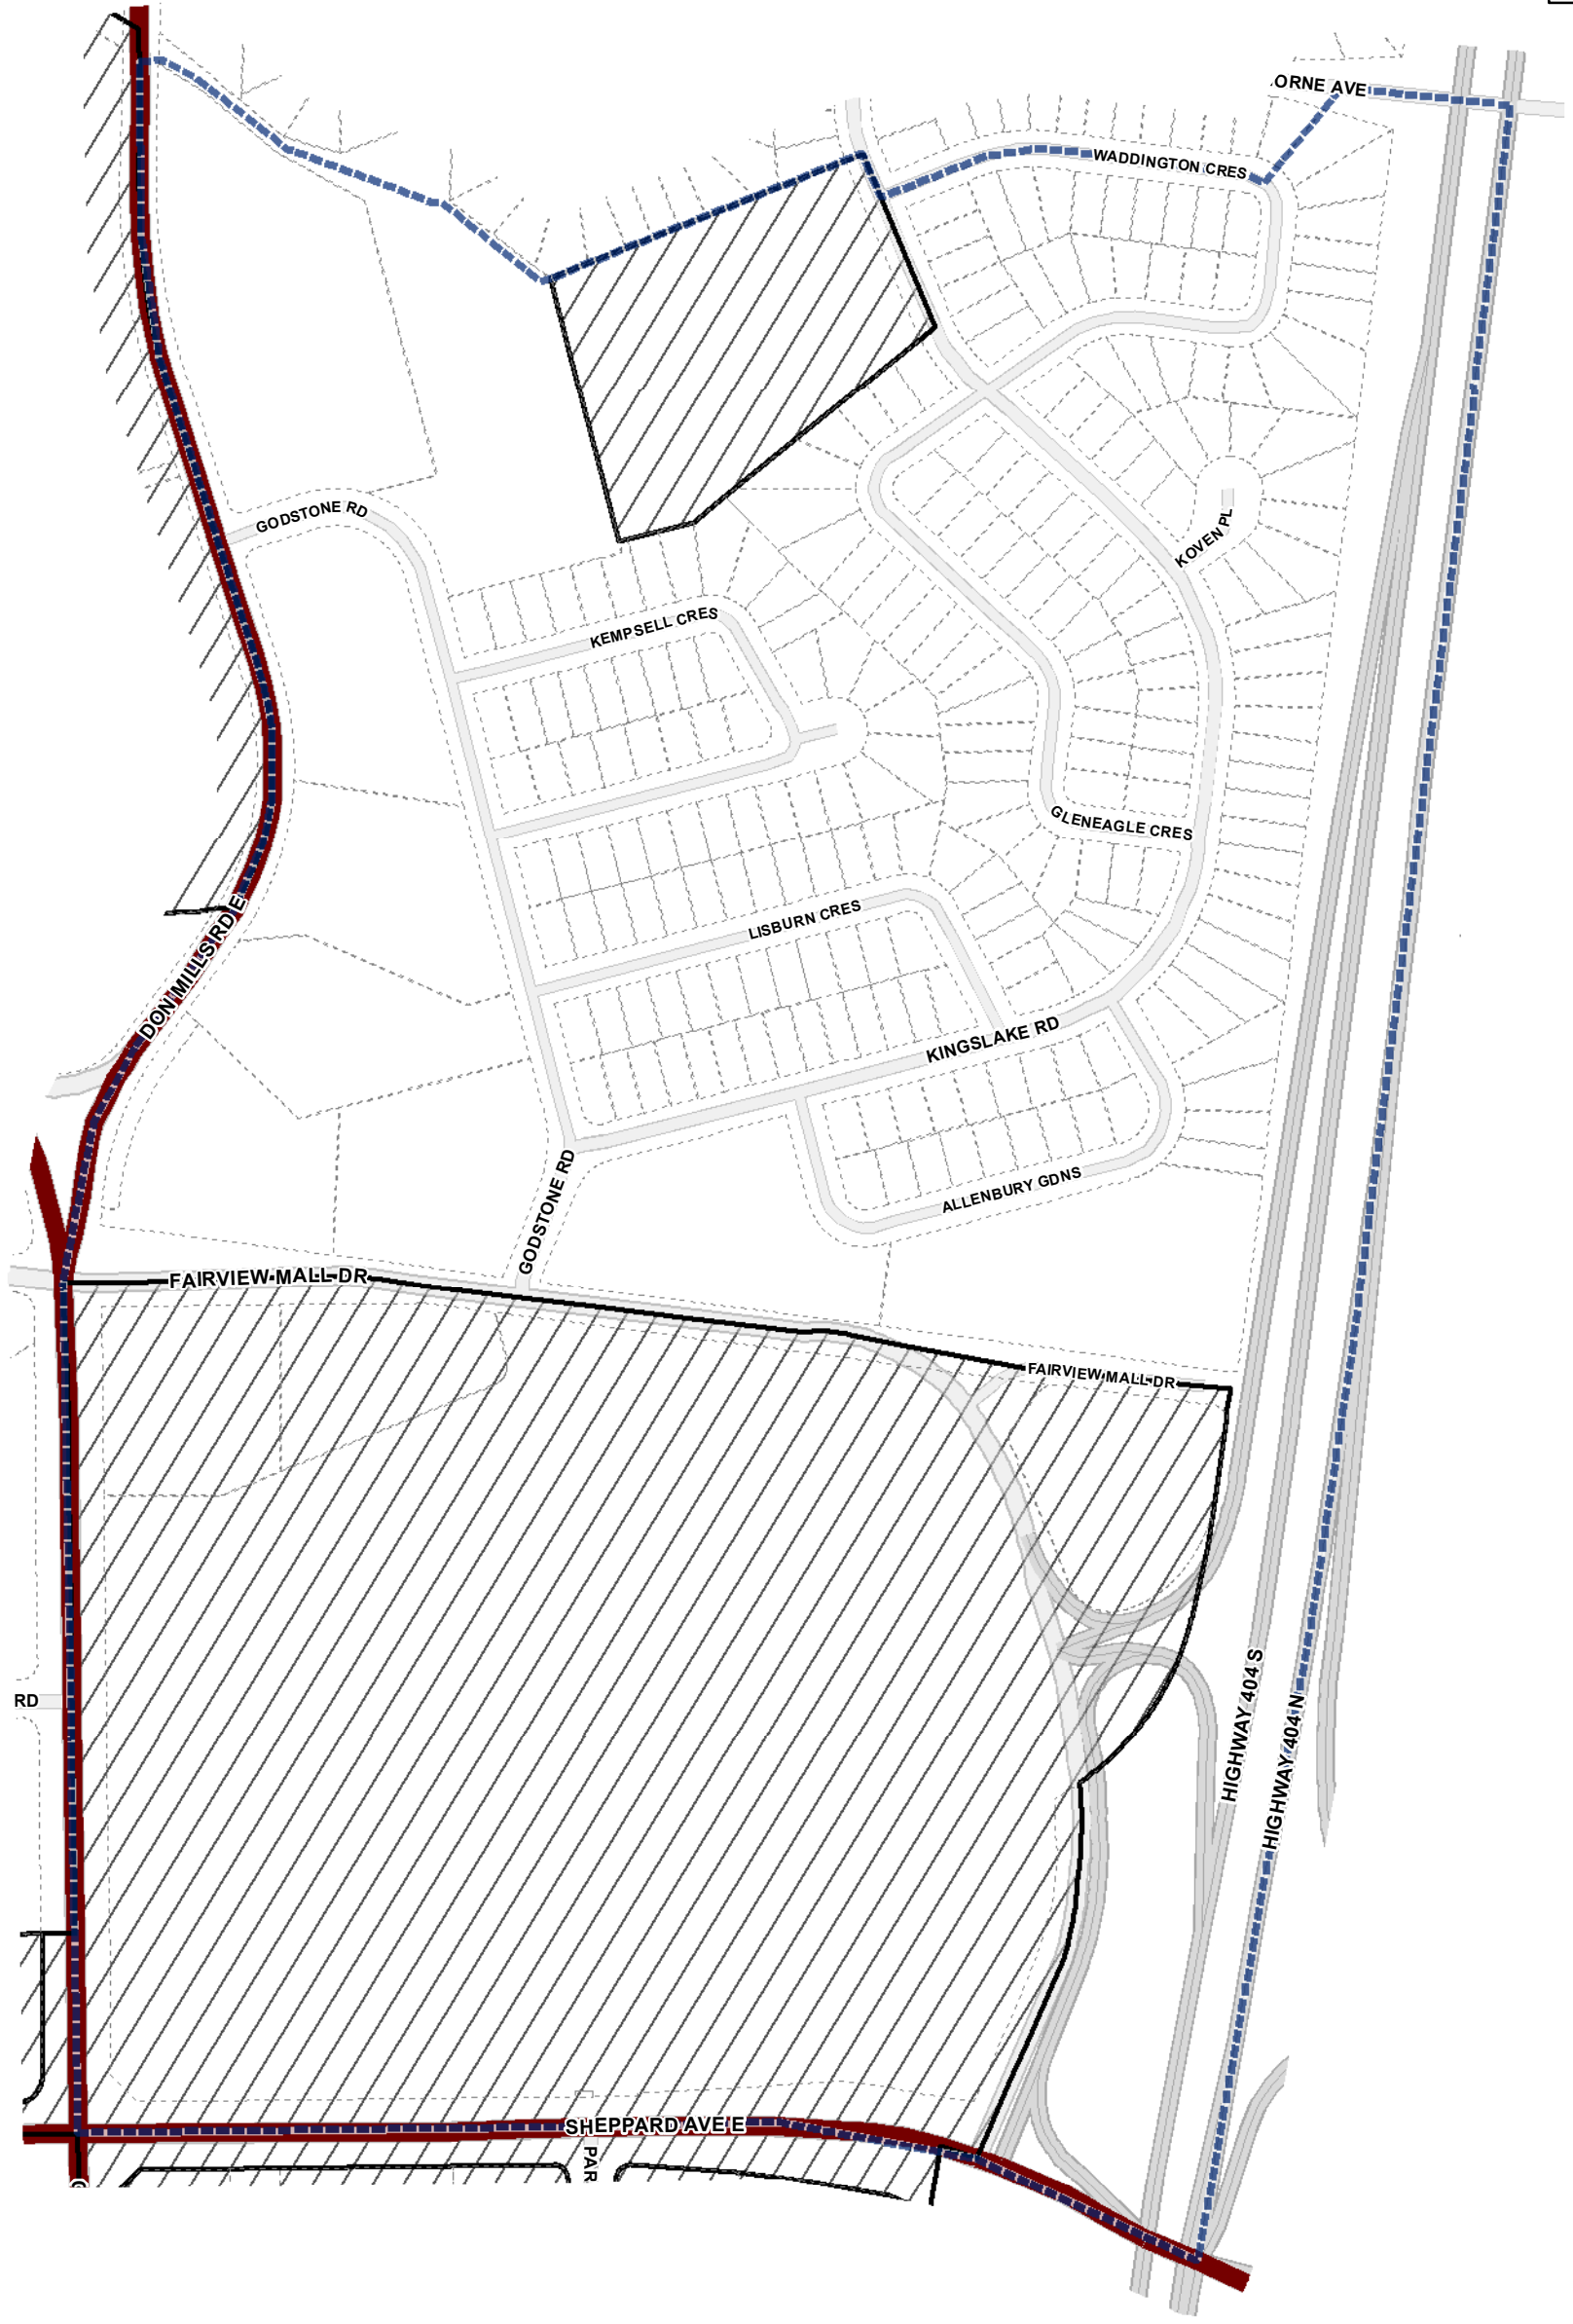 ORNE AVE
WADDINGTON CRES
GODSTONE RD
KOVEN PL
KEMPSELL CRES
GLENEAGLE CRES
LISBURN CRES
DON MILLS RD E
KINGSLAKE RD
ALLENBURY GDNS
GODSTONE RD
FAIRVIEW MALL DR
FAIRVIEW MALL DR
RD
HIGHWAY 404 S
HIGHWAY 404 N
SHEPPARD AVE E
PAR